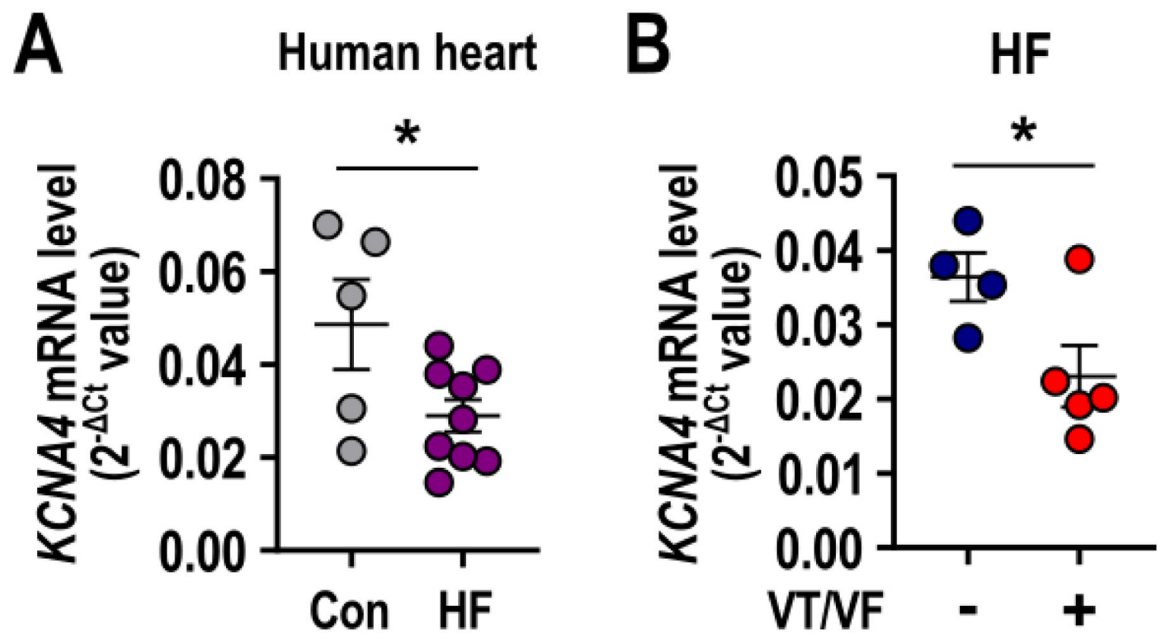 A
Human heart
*
KCNA4 mRNA level
(2-ΔCt value)
0.08
0.06
0.04
0.02
0.00
Con HF
B
HF
*
KCNA4 mRNA level
(2-ΔCt value)
0.05
0.04
0.03
0.02
0.01
0.00
VT/VF - +